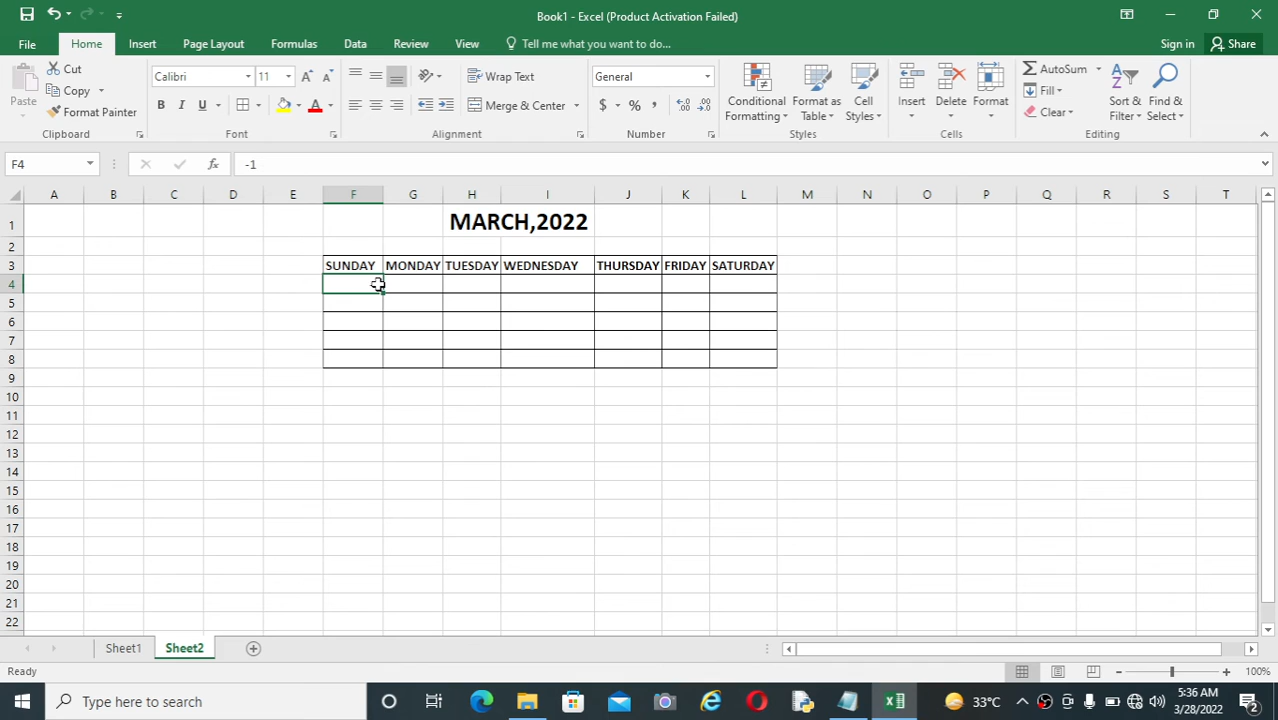 Book1 - Excel (Product Activation Failed)
File Home Insert Page Layout Formulas Data Review View Tell me what you want to do... Sign in Share
Paste Cut Copy Format Painter Clipboard
Calibri 11 B I U A Font
Wrap Text Merge & Center Alignment
General $ % , Number
Conditional Formatting Format as Table Cell Styles Styles
Insert Delete Format Cells
AutoSum Fill Clear Sort & Filter Find & Select Editing
F4 fx -1
A B C D E F G H I J K L M N O P Q R S T
1 MARCH,2022
2
3 SUNDAY MONDAY TUESDAY WEDNESDAY THURSDAY FRIDAY SATURDAY
4
5
6
7
8
9
10
11
12
13
14
15
16
17
18
19
20
21
22
Sheet1 Sheet2
Ready 100%
Type here to search 33°C 5:36 AM
3/28/2022 2